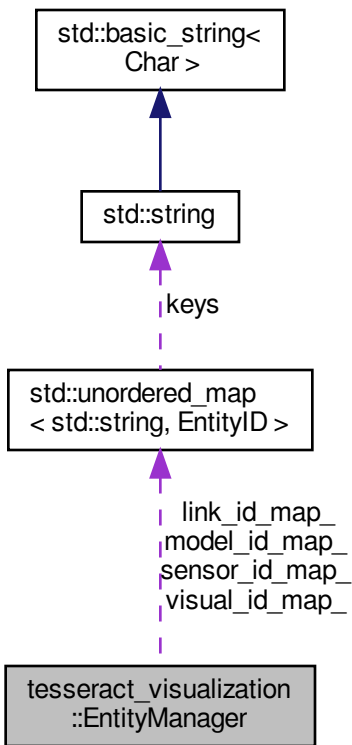 std::basic_string<
Char >
std::string
keys
std::unordered_map
< std::string, EntityID >
link_id_map_
model_id_map_
sensor_id_map_
visual_id_map_
tesseract_visualization
::EntityManager